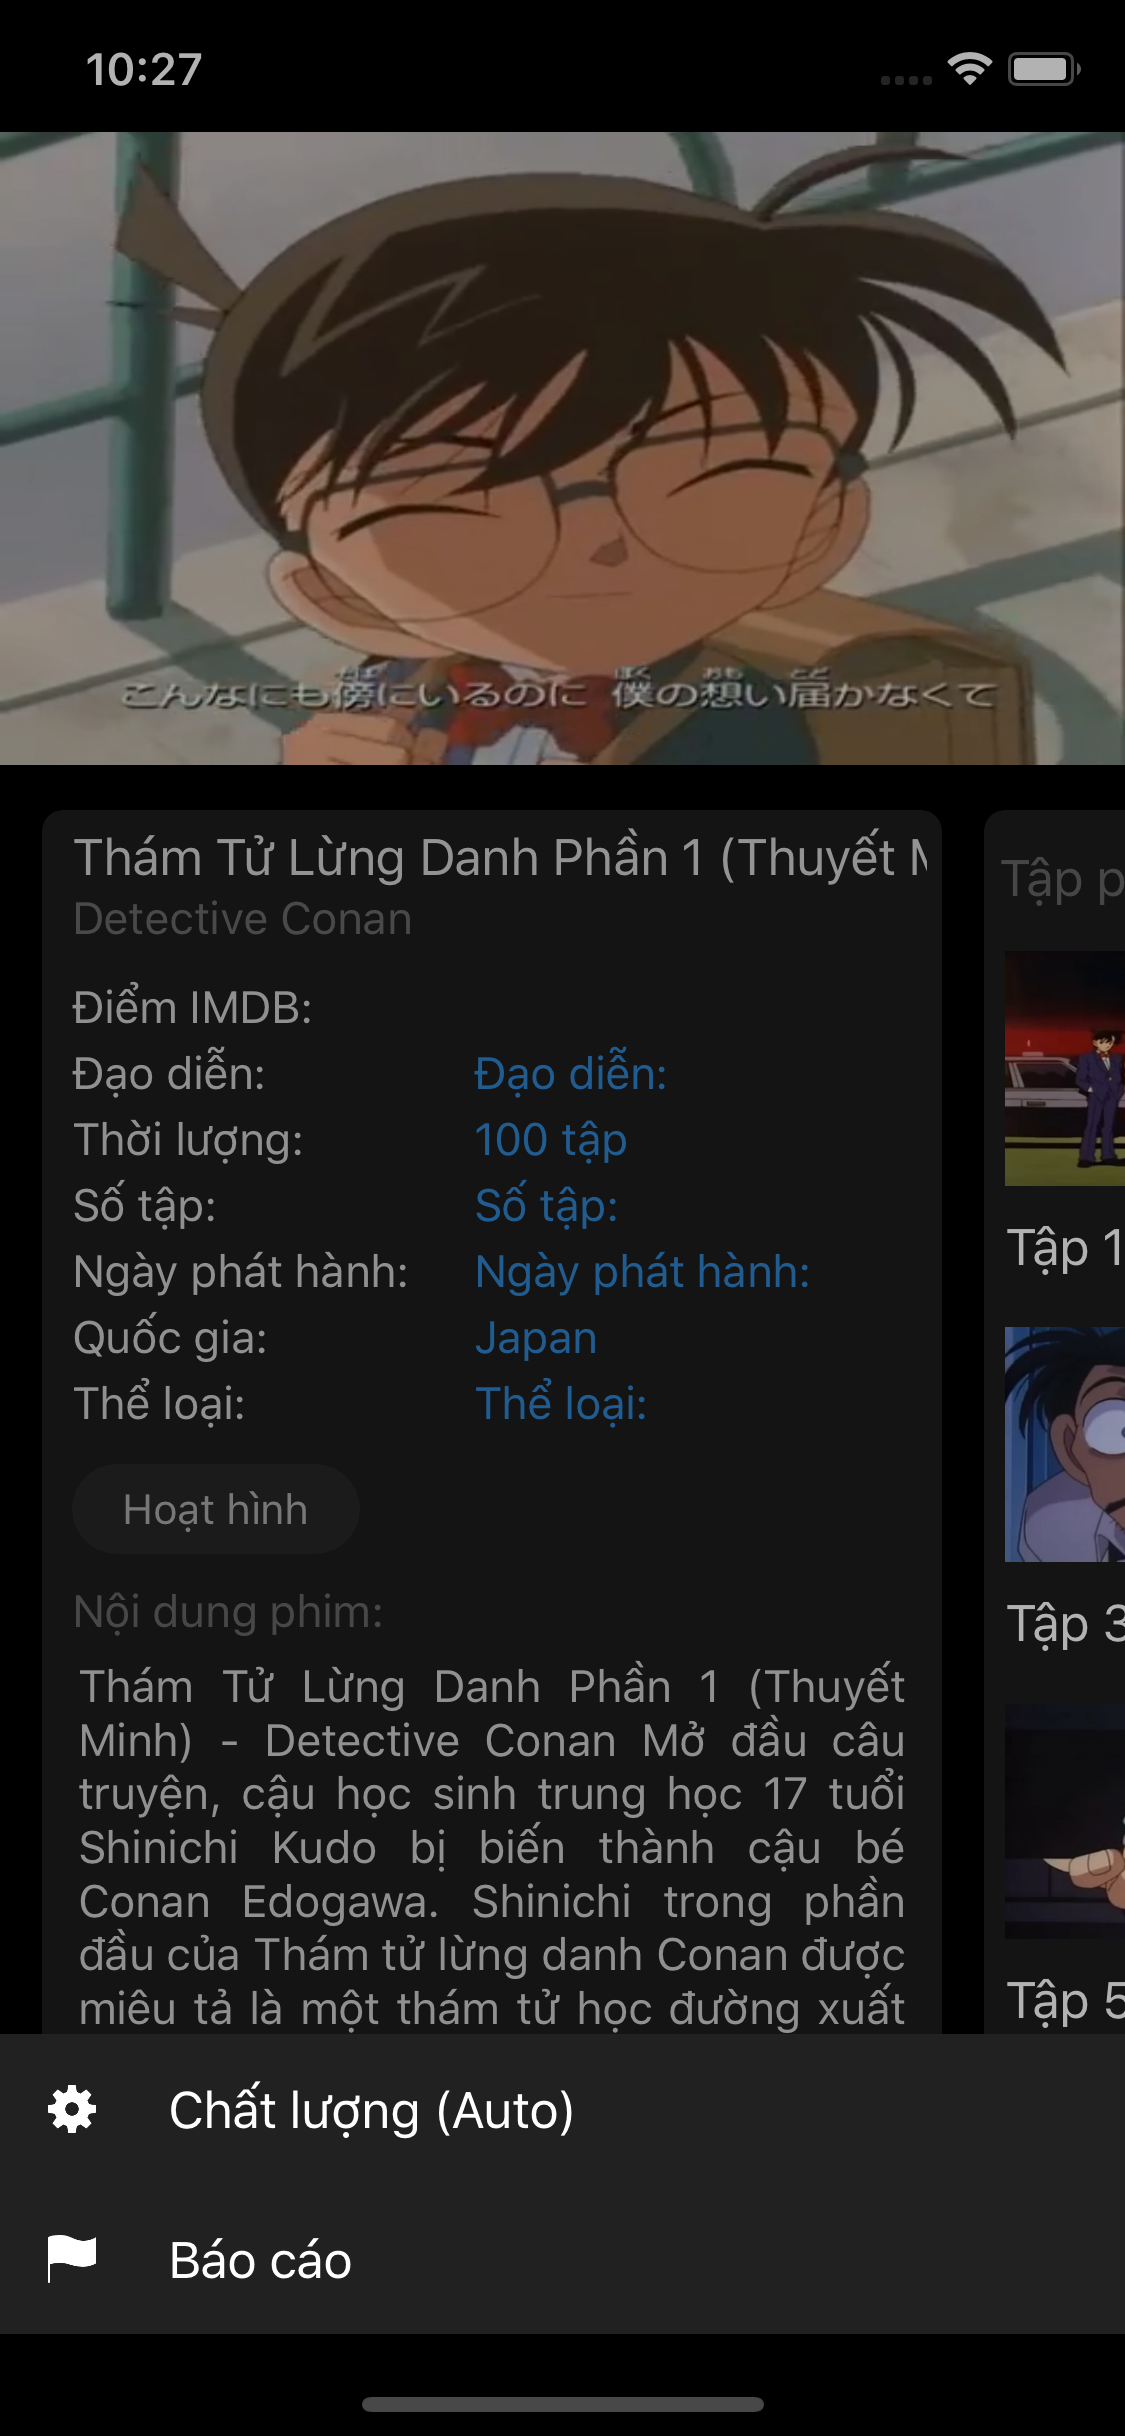 10:27
こんなにも傍にいるのに 僕の想い届かなくて
Thám Tử Lừng Danh Phần 1 (Thuyết
Detective Conan
Điểm IMDB:
Đạo diễn: Đạo diễn:
Thời lượng: 100 tập
Số tập: Số tập:
Ngày phát hành: Ngày phát hành:
Quốc gia: Japan
Thể loại: Thể loại:
Hoạt hình
Nội dung phim:
Thám Tử Lừng Danh Phần 1 (Thuyết
Minh) - Detective Conan Mở đầu câu
truyện, cậu học sinh trung học 17 tuổi
Shinichi Kudo bị biến thành cậu bé
Conan Edogawa. Shinichi trong phần
đầu của Thám tử lừng danh Conan được
miêu tả là một thám tử học đường xuất
Tập p
Tập 1
Tập 3
Tập 5
Chất lượng (Auto)
Báo cáo